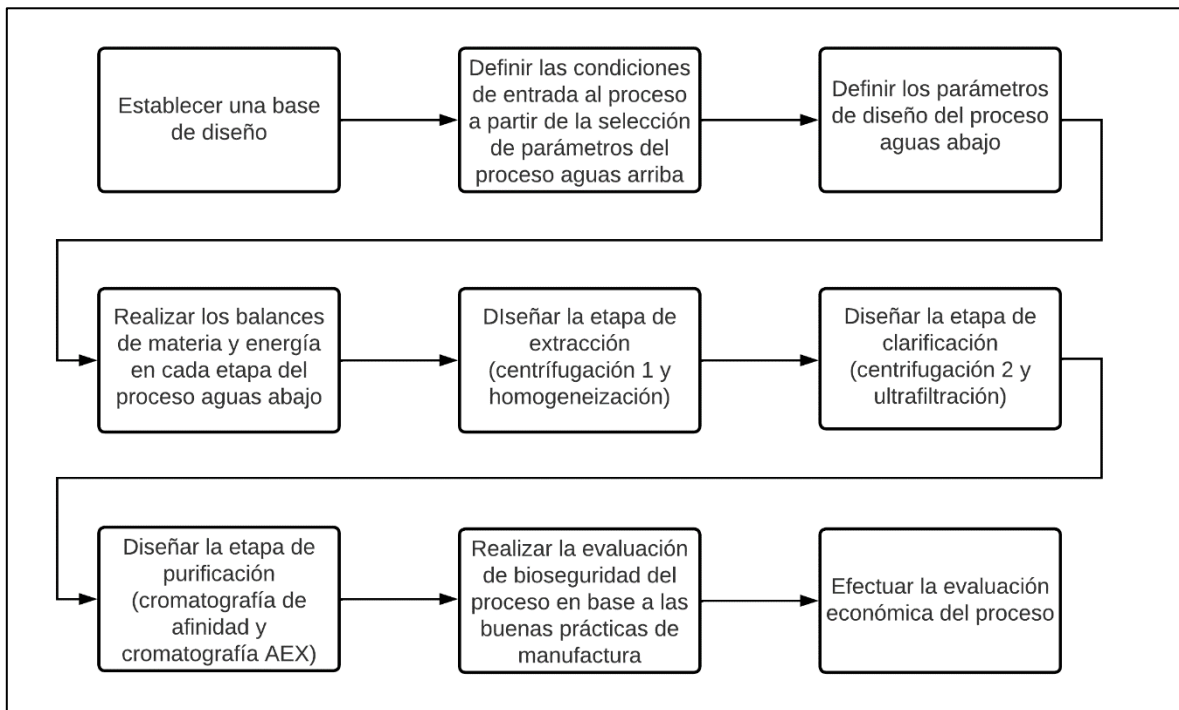 Establecer una base
de diseño
Definir las condiciones
de entrada al proceso
a partir de la selección
de parámetros del
proceso aguas arriba
Definir los parámetros
de diseño del proceso
aguas abajo
Realizar los balances
de materia y energía
en cada etapa del
proceso aguas abajo
DIseñar la etapa de
extracción
(centrífugación 1 y
homogeneización)
Diseñar la etapa de
clarificación
(centrifugación 2 y
ultrafiltración)
Diseñar la etapa de
purificación
(cromatografía de
afinidad y
cromatografía AEX)
Realizar la evaluación
de bioseguridad del
proceso en base a las
buenas prácticas de
manufactura
Efectuar la evaluación
económica del proceso